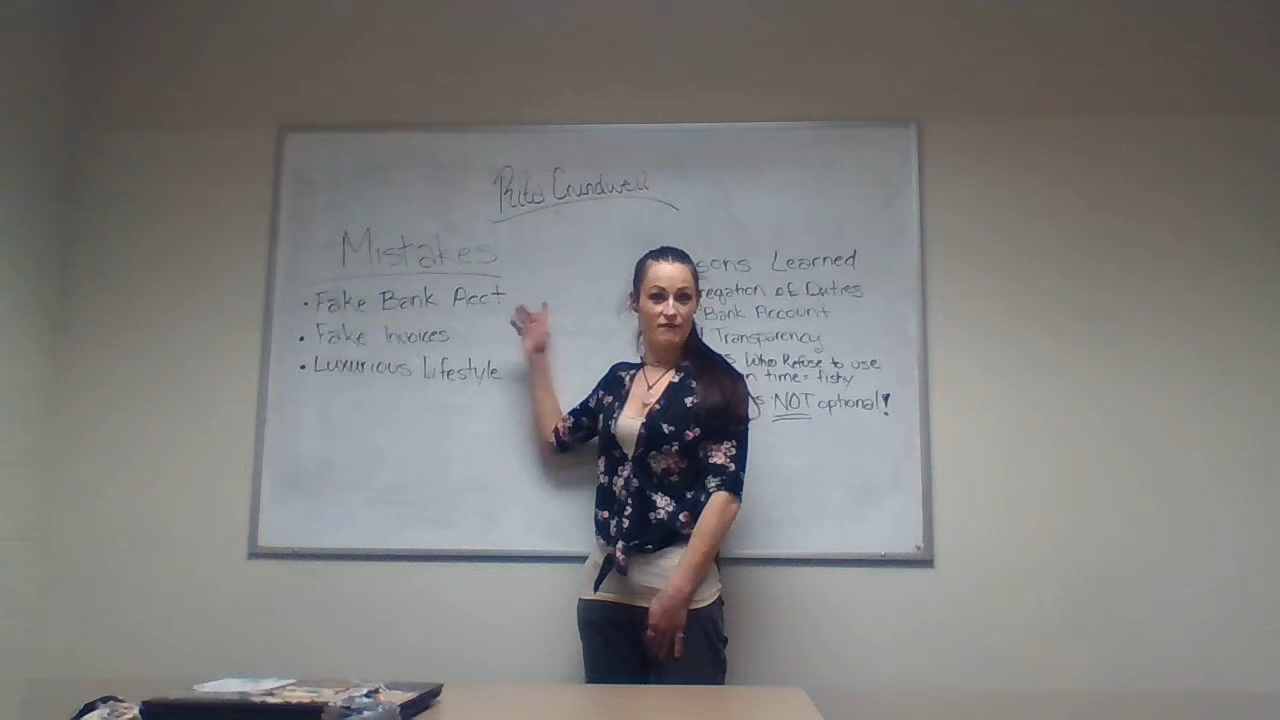 Rita Crundwell
Mistakes
• Fake Bank Acct
• Fake Invoices
• Luxurious Lifestyle
sons Learned
regation of Duties
Bank Account
Transparency
s Who Refuse to use
n time = fishy
s NOT optional!